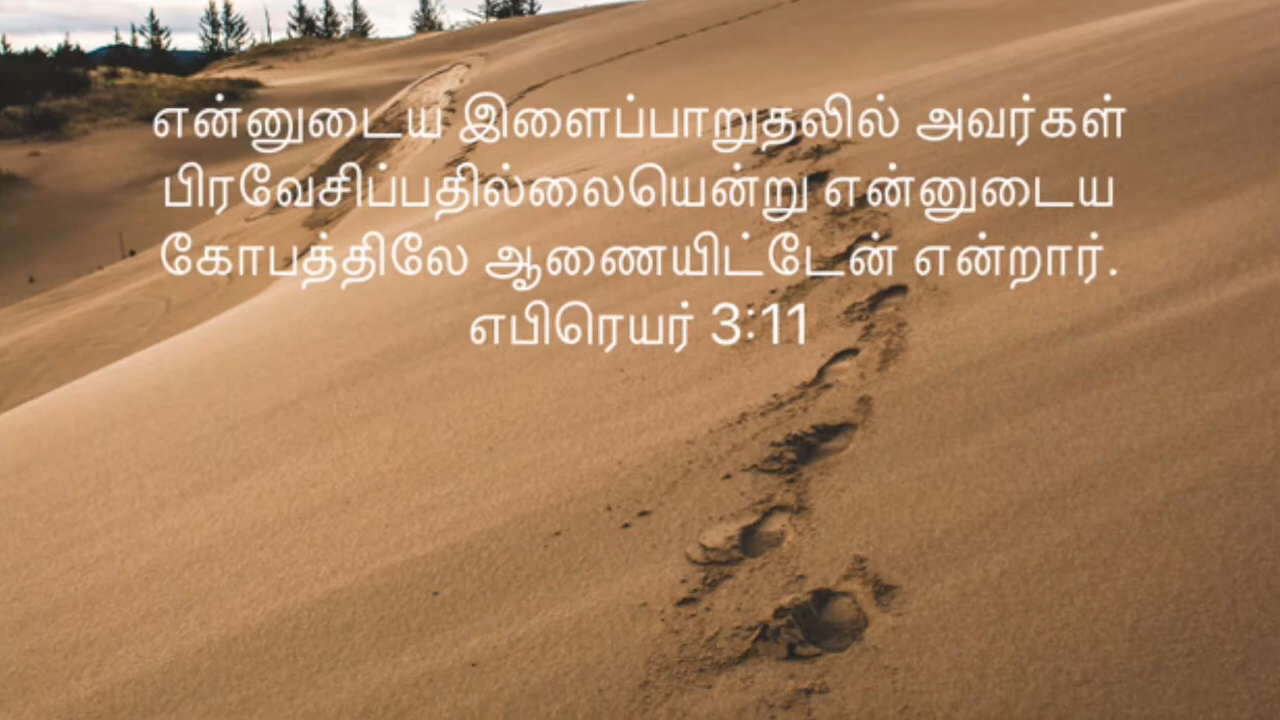 என்னுடைய இளைப்பாறுதலில் அவர்கள்
பிரவேசிப்பதில்லையென்று என்னுடைய
கோபத்திலே ஆணையிட்டேன் என்றார்.
எபிரெயர் 3:11